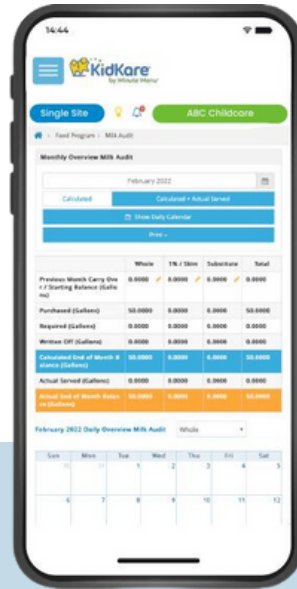 14:44
KidKare
by Minute Menu
Single Site
ABC Childcare
Food Program Milk Audit
Monthly Overview Milk Audit
February 2022
Calculated Calculated + Actual Served
Show Daily Calendar
Print
Whole 1% / Skim Substitute Total
Previous Month Carry Ove
r / Starting Balance (Gallo
ns) 0.0000 0.0000 0.0000 0.0000
Purchased (Gallons) 50.0000 0.0000 0.0000 50.0000
Required (Gallons) 0.0000 0.0000 0.0000 0.0000
Written Off (Gallons) 0.0000 0.0000 0.0000 0.0000
Calculated End of Month B
alance (Gallons) 50.0000 0.0000 0.0000 50.0000
Actual Served (Gallons) 0.0000 0.0000 0.0000 0.0000
Actual End of Month Balan
ce (Gallons) 50.0000 0.0000 0.0000 50.0000
February 2022 Daily Overview Milk Audit Whole
Sun Mon Tue Wed Thu Fri Sat
30 31 1 2 3 4 5
6 7 8 9 10 11 12